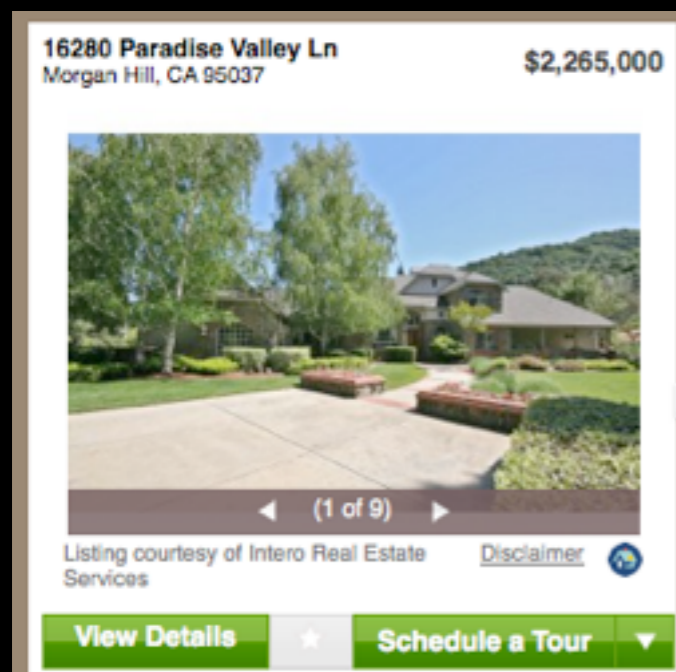 16280 Paradise Valley Ln
$2,265,000
Morgan Hill, CA 95037
(1 of 9)
Listing courtesy of Intero Real Estate
Services
Disclaimer
View Details
Schedule a Tour